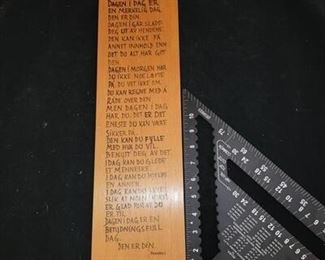 DAGEN I DAG ER
EN MERKELIG DAG.
DEN ER DIN.
DAGEN I GÅR SLAPP
DEG UT AV HENDENE.
DEN KAN IKKE FÅ
ANNET INNHOLD ENN
DET DU ALT HAR GITT
DEN.
DAGEN I MORGEN HAR
DU IKKE NOE LØFTE
PÅ. DU VET IKKE OM
DU KAN REGNE MED Å
RÅDE OVER DEN
MEN DAGEN I DAG
HAR DU. DET ER DET
ENESTE DU KAN VÆRE
SIKKER PÅ.
DEN KAN DU FYLLE
MED HVA DU VIL.
BENYTT DEG AV DET.
I DAG KAN DU GLEDE
ET MENNESKE.
I DAG KAN DU HJELPE
EN ANNEN.
I DAG KAN DU LEVE
SLIK AT NOEN I KVELD
ER GLAD FOR AT DU
ER TIL.
DAGEN I DAG ER EN
BETYDNINGSFULL
DAG.
DEN ER DIN.